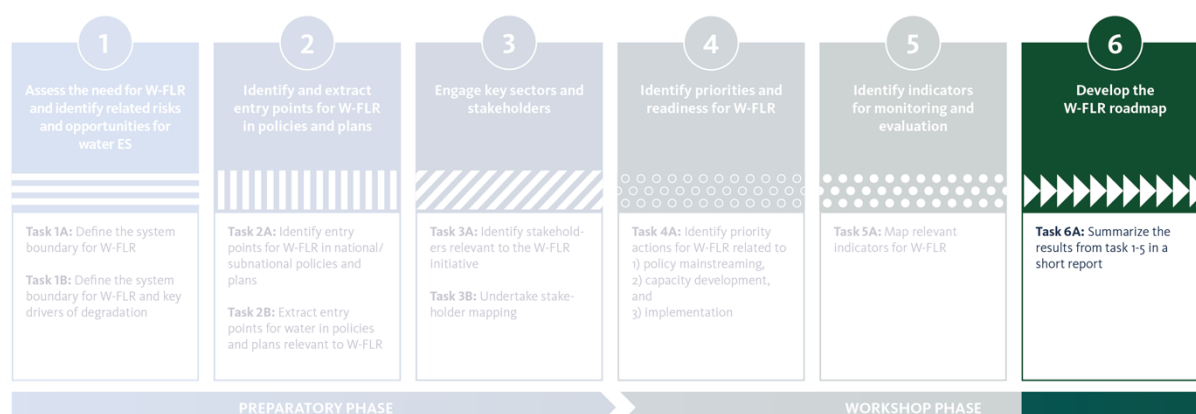 1
Assess the need for W-FLR
and identify related risks
and opportunities for
water ES
Task 1A: Define the system
boundary for W-FLR
Task 1B: Define the system
boundary for W-FLR and key
drivers of degradation
2
Identify and extract
entry points for W-FLR
in policies and plans
Task 2A: Identify entry
points for W-FLR in national/
subnational policies and
plans
Task 2B: Extract entry
points for water in policies
and plans relevant to W-FLR
3
Engage key sectors and
stakeholders
Task 3A: Identify stakehold-
ers relevant to the W-FLR
initiative
Task 3B: Undertake stake-
holder mapping
4
Identify priorities and
readiness for W-FLR
Task 4A: Identify priority
actions for W-FLR related to
1) policy mainstreaming,
2) capacity development,
and
3) implementation
5
Identify indicators
for monitoring and
evaluation
Task 5A: Map relevant
indicators for W-FLR
6
Develop the
W-FLR roadmap
Task 6A: Summarize the
results from task 1-5 in a
short report
PREPARATORY PHASE
WORKSHOP PHASE